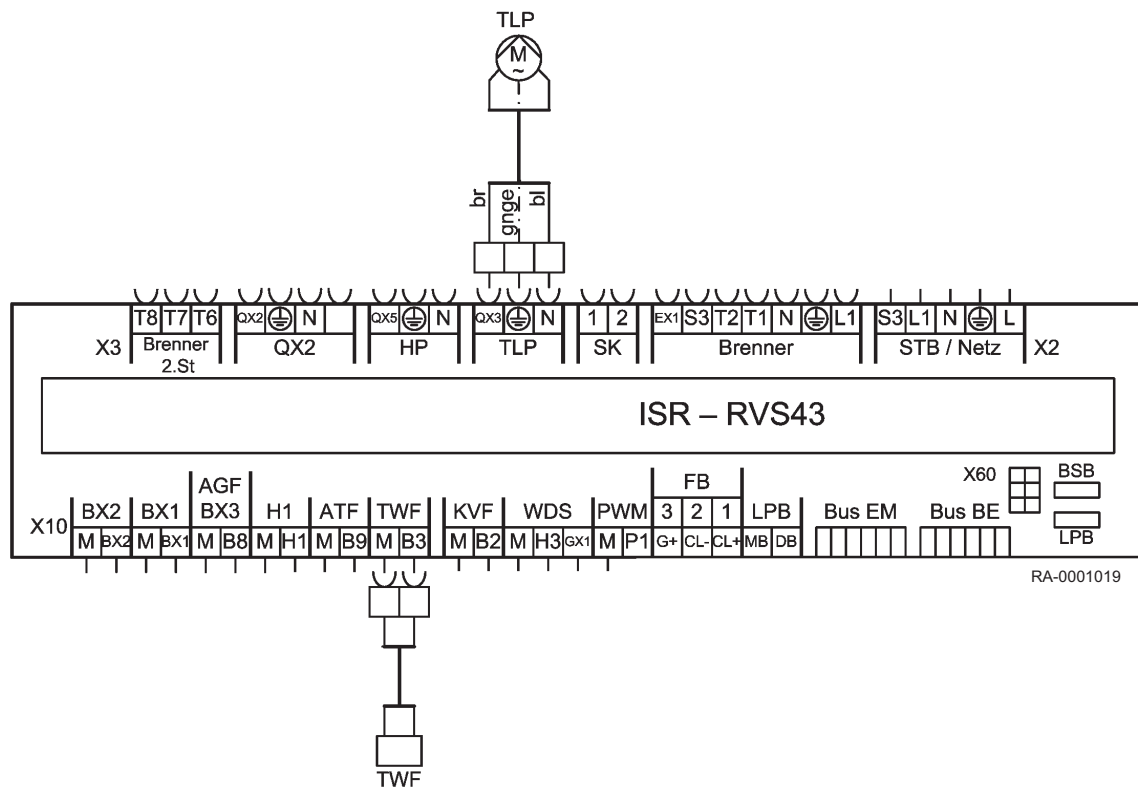 TLP
M
~
br gnge bl
T8 T7 T6 QX2 N QX5 N QX3 N 1 2 EX1 S3 T2 T1 N L1 S3 L1 N L
X3 Brenner QX2 HP TLP SK Brenner STB / Netz X2
2.St
ISR – RVS43
AGF FB X60 BSB
X10 BX2 BX1 BX3 H1 ATF TWF KVF WDS PWM 3 2 1 LPB Bus EM Bus BE
M BX2 M BX1 M B8 M H1 M B9 M B3 M B2 M H3 GX1 M P1 G+ CL- CL+ MB DB LPB
RA-0001019
TWF